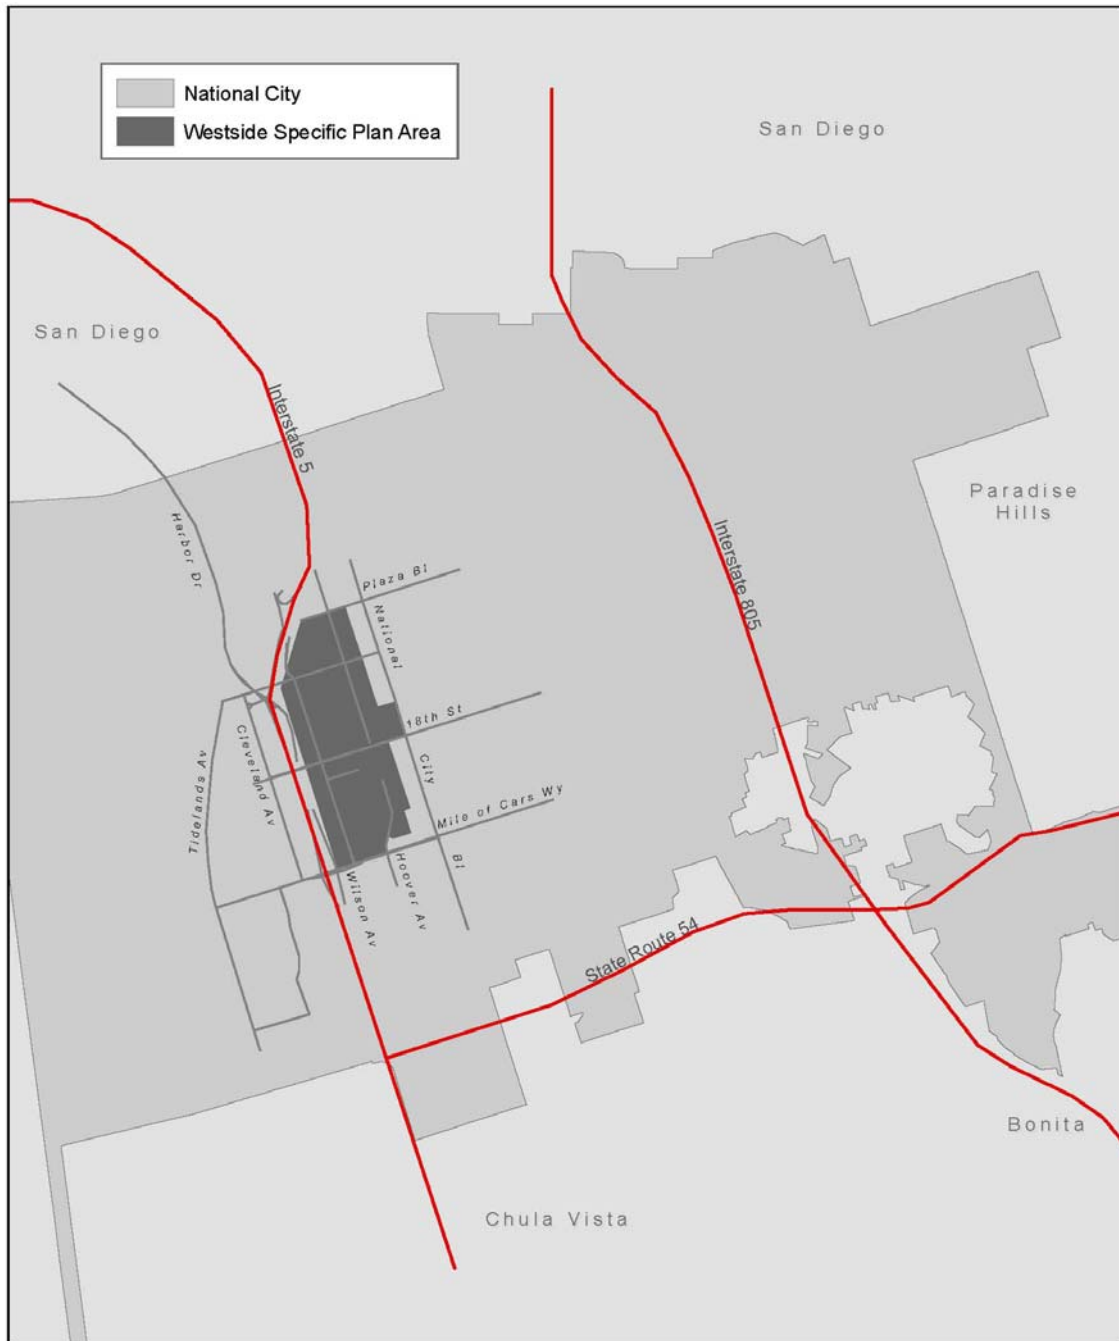 National City
Westside Specific Plan Area
San Diego
San Diego
Interstate 5
Paradise
Hills
Harbor Dr
Interstate 805
Plaza Bl
National
18th St
City
Cleveland Av
Tidelands Av
Mile of Cars Wy
Bl
Hoover Av
Wilson Av
State Route 54
Bonita
Chula Vista